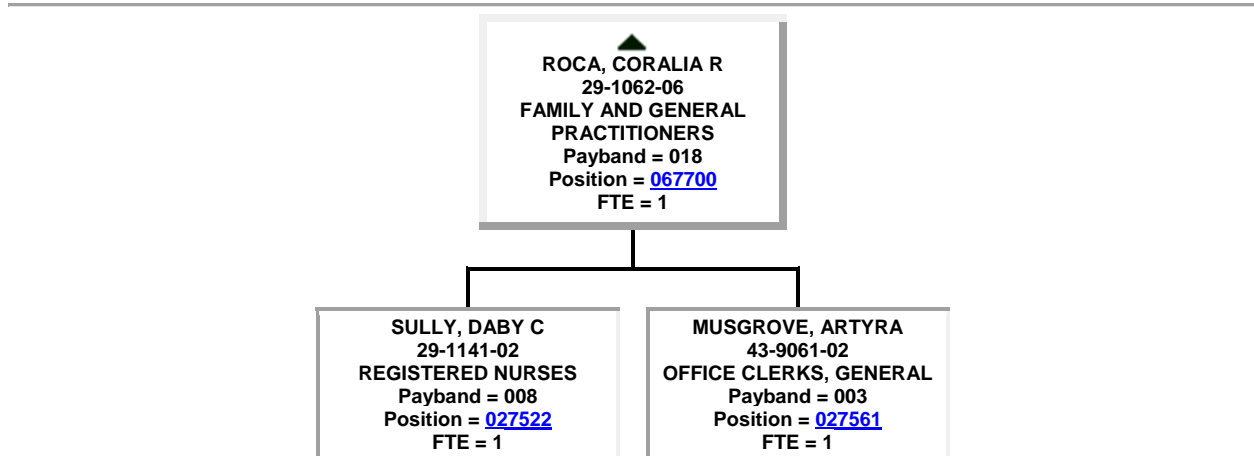 ROCA, CORALIA R
29-1062-06
FAMILY AND GENERAL
PRACTITIONERS
Payband = 018
Position = 067700
FTE = 1
SULLY, DABY C
29-1141-02
REGISTERED NURSES
Payband = 008
Position = 027522
FTE = 1
MUSGROVE, ARTYRA
43-9061-02
OFFICE CLERKS, GENERAL
Payband = 003
Position = 027561
FTE = 1